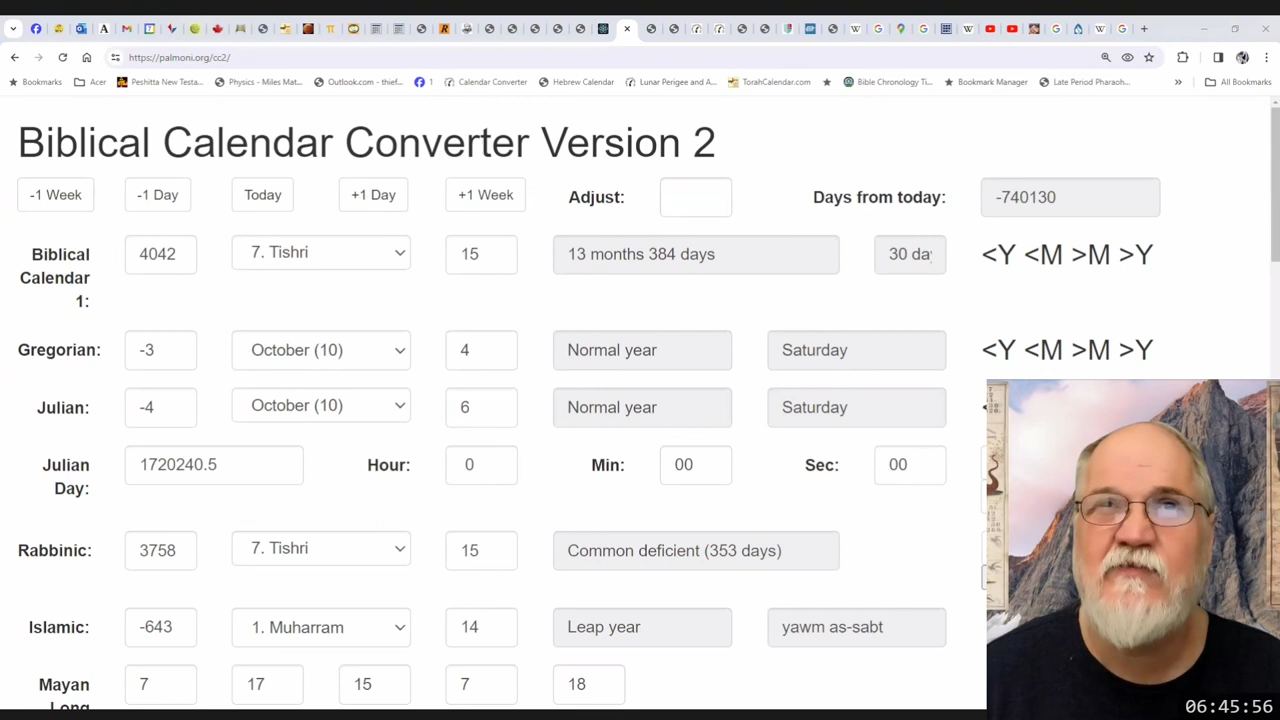 https://palmoni.org/cc2/
Bookmarks Acer Peshitta New Testa... Physics - Miles Mat... Outlook.com - thief... 1 Calendar Converter Hebrew Calendar Lunar Perigee and A... TorahCalendar.com Bible Chronology Ti... Bookmark Manager Late Period Pharaoh... » All Bookmarks
Biblical Calendar Converter Version 2
-1 Week -1 Day Today +1 Day +1 Week Adjust: Days from today: -740130
Biblical Calendar 1: 4042 7. Tishri 15 13 months 384 days 30 da <Y <M >M >Y
Gregorian: -3 October (10) 4 Normal year Saturday <Y <M >M >Y
Julian: -4 October (10) 6 Normal year Saturday
Julian Day: 1720240.5 Hour: 0 Min: 00 Sec: 00
Rabbinic: 3758 7. Tishri 15 Common deficient (353 days)
Islamic: -643 1. Muharram 14 Leap year yawm as-sabt
Mayan Long 7 17 15 7 18
06:45:56